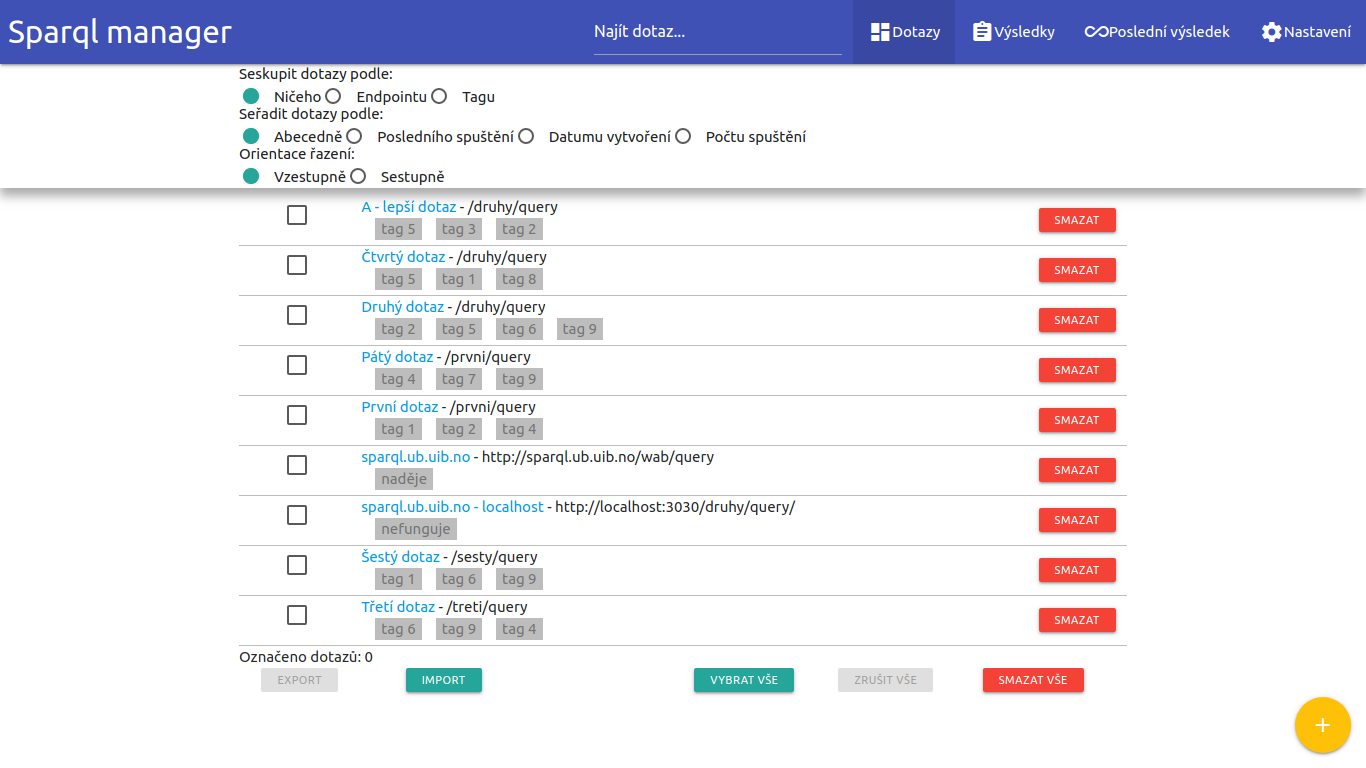 Sparql manager
Najít dotaz...
Dotazy
Výsledky
Poslední výsledek
Nastavení
Seskupit dotazy podle:
Ničeho Endpointu Tagu
Seřadit dotazy podle:
Abecedně Posledního spuštění Datumu vytvoření Počtu spuštění
Orientace řazení:
Vzestupně Sestupně
A - lepší dotaz - /druhy/query
tag 5 tag 3 tag 2
SMAZAT
Čtvrtý dotaz - /druhy/query
tag 5 tag 1 tag 8
SMAZAT
Druhý dotaz - /druhy/query
tag 2 tag 5 tag 6 tag 9
SMAZAT
Pátý dotaz - /prvni/query
tag 4 tag 7 tag 9
SMAZAT
První dotaz - /prvni/query
tag 1 tag 2 tag 4
SMAZAT
sparql.ub.uib.no - http://sparql.ub.uib.no/wab/query
naděje
SMAZAT
sparql.ub.uib.no - localhost - http://localhost:3030/druhy/query/
nefunguje
SMAZAT
Šestý dotaz - /sesty/query
tag 1 tag 6 tag 9
SMAZAT
Třetí dotaz - /treti/query
tag 6 tag 9 tag 4
SMAZAT
Označeno dotazů: 0
EXPORT IMPORT VYBRAT VŠE ZRUŠIT VŠE SMAZAT VŠE
+